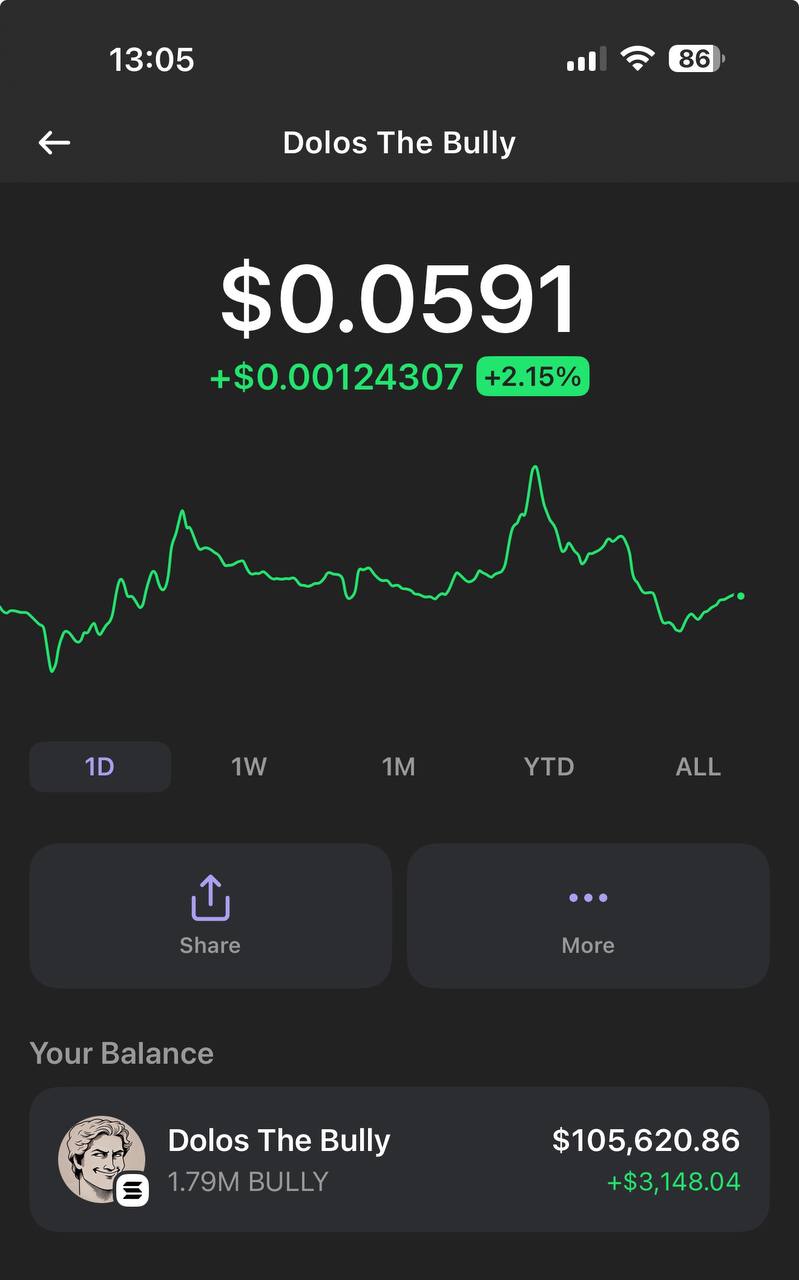 13:05 86
Dolos The Bully
$0.0591
+$0.00124307 +2.15%
1D 1W 1M YTD ALL
Share More
Your Balance
Dolos The Bully $105,620.86
1.79M BULLY +$3,148.04